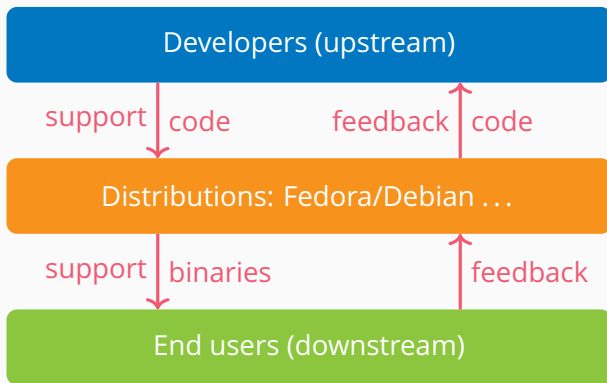 Developers (upstream)
support code feedback code
Distributions: Fedora/Debian ...
support binaries feedback
End users (downstream)